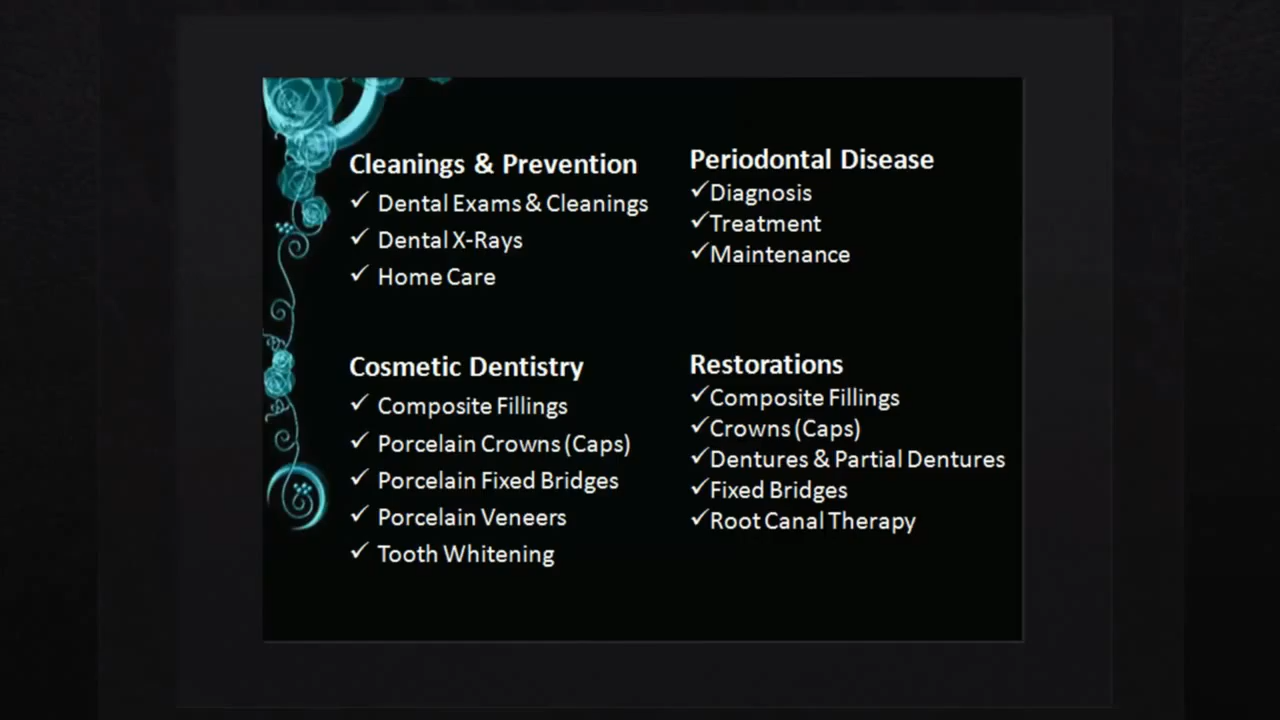 Cleanings & Prevention
✓ Dental Exams & Cleanings
✓ Dental X-Rays
✓ Home Care
Periodontal Disease
✓Diagnosis
✓Treatment
✓Maintenance
Cosmetic Dentistry
✓ Composite Fillings
✓ Porcelain Crowns (Caps)
✓ Porcelain Fixed Bridges
✓ Porcelain Veneers
✓ Tooth Whitening
Restorations
✓Composite Fillings
✓Crowns (Caps)
✓Dentures & Partial Dentures
✓Fixed Bridges
✓Root Canal Therapy